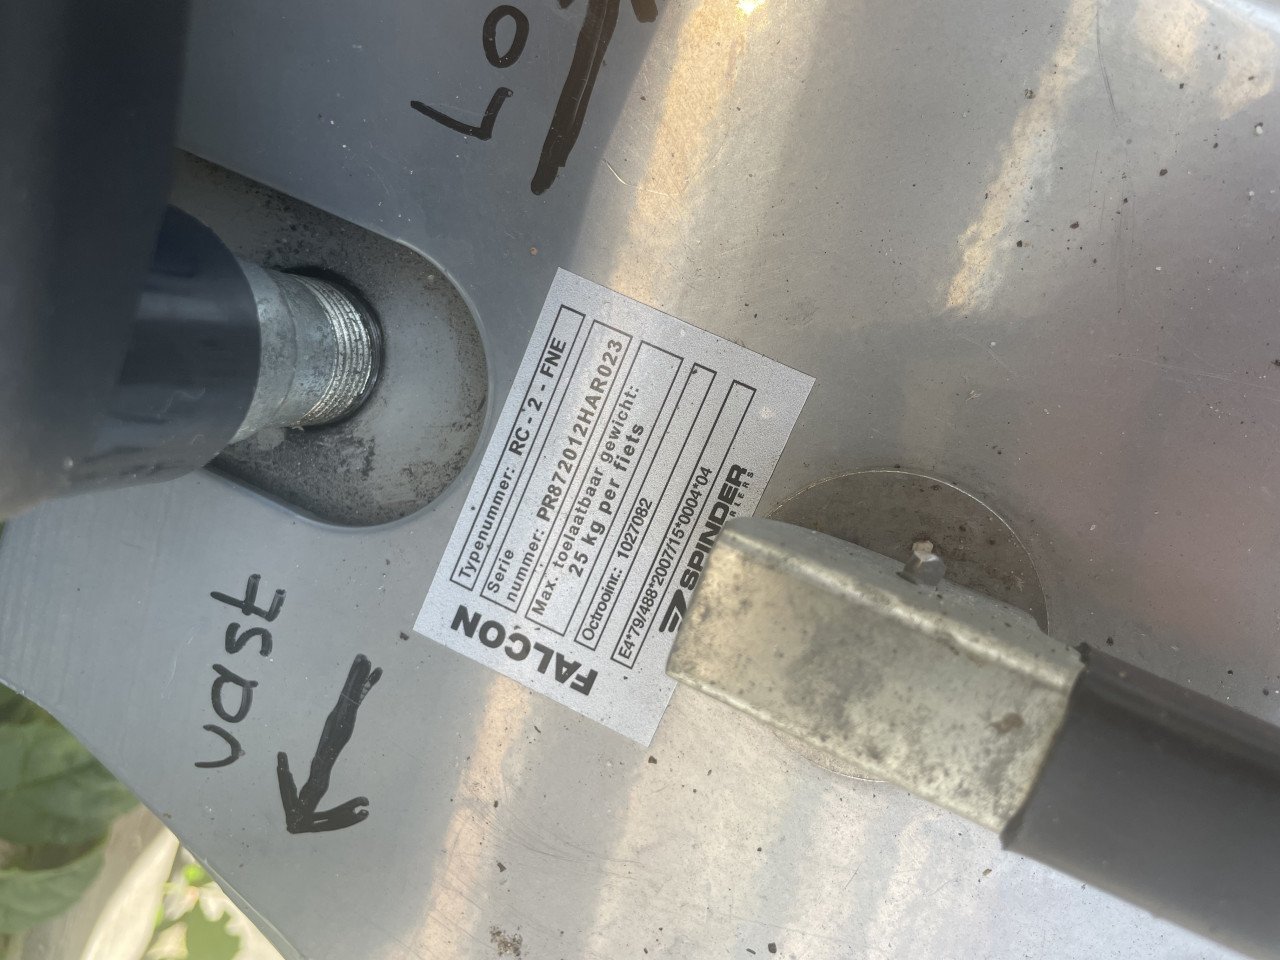 Lo
vast
FALCON
Typenummer: RC - 2 - FNE
Serie
nummer: PR872012HAR023
Max. toelaatbaar gewicht:
25 kg per fiets
Octrooinr.: 1027082
E4*79/488*2007/15*0004*04
SPINDER